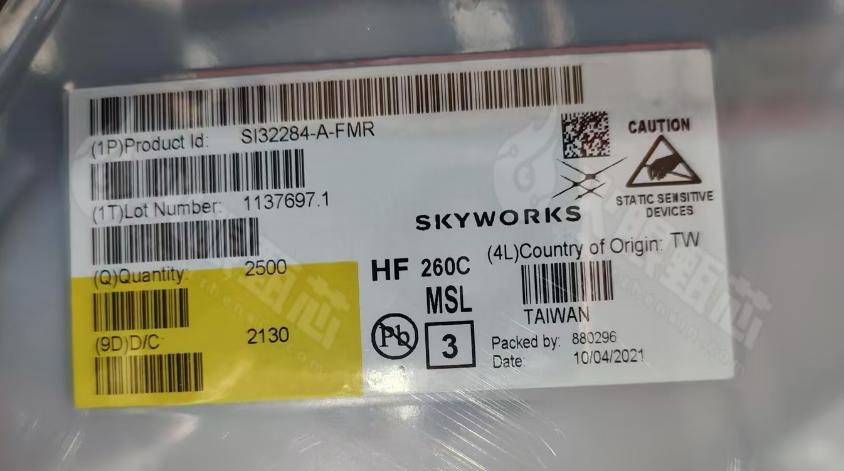 (1P)Product Id: SI32284-A-FMR
(1T)Lot Number: 1137697.1
(Q)Quantity: 2500
(9D)D/C: 2130
CAUTION
STATIC SENSITIVE
DEVICES
SKYWORKS
HF 260C
MSL
3
Pb
(4L)Country of Origin: TW
TAIWAN
Packed by: 880296
Date: 10/04/2021